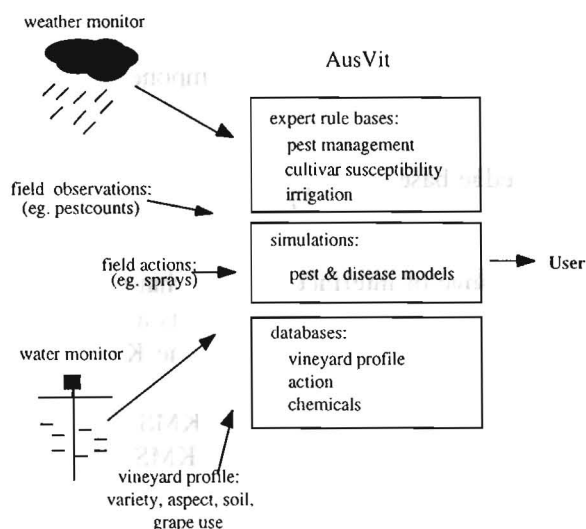 weather monitor
AusVit
expert rule bases:
pest management
cultivar susceptibility
irrigation
field observations:
(eg. pestcounts)
simulations:
pest & disease models
field actions:
(eg. sprays)
User
databases:
vineyard profile
action
chemicals
water monitor
vineyard profile:
variety, aspect, soil,
grape use